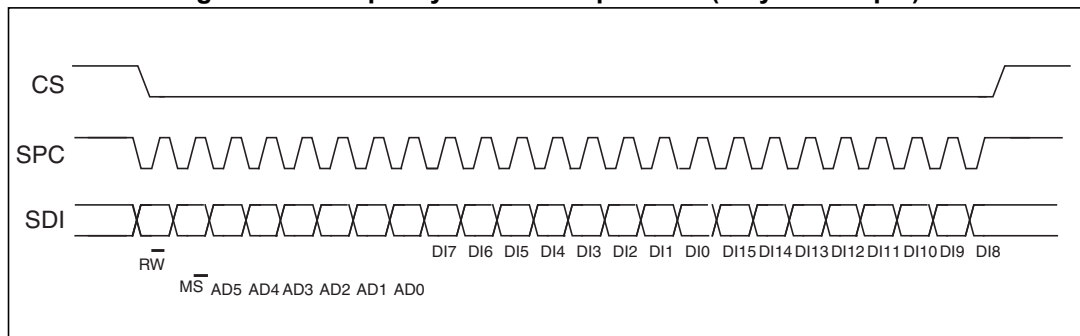 CS
SPC
SDI
DI7 DI6 DI5 DI4 DI3 DI2 DI1 DI0 DI15 DI14 DI13 DI12 DI11 DI10 DI9 DI8
RW
MS AD5 AD4 AD3 AD2 AD1 AD0